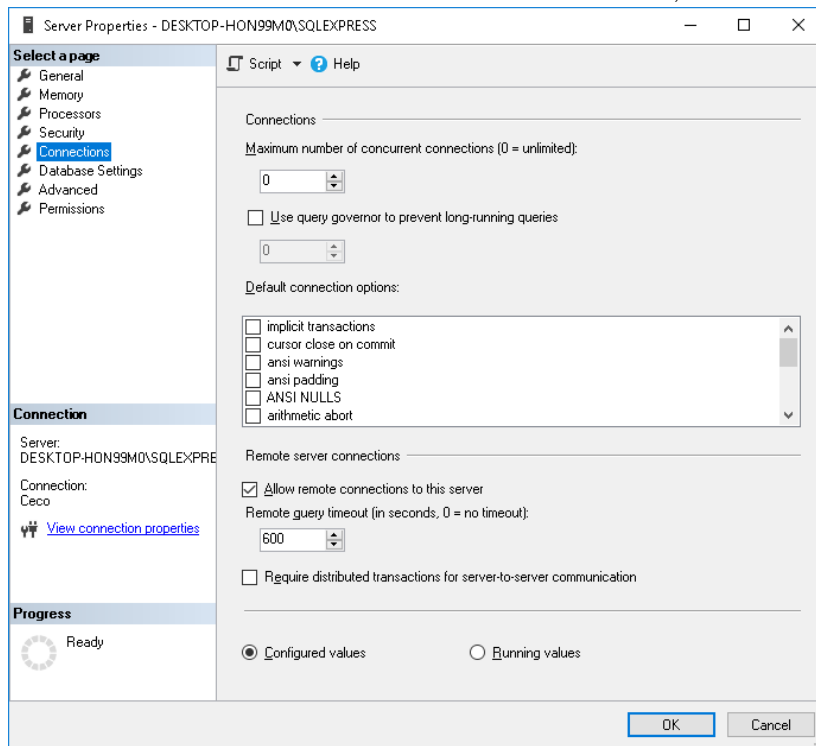 Server Properties - DESKTOP-HON99M0\SQLEXPRESS
Select a page
General
Memory
Processors
Security
Connections
Database Settings
Advanced
Permissions
Connection
Server:
DESKTOP-HON99M0\SQLEXPRE
Connection:
Ceco
View connection properties
Progress
Ready
Script
Help
Connections
Maximum number of concurrent connections (0 = unlimited):
0
Use query governor to prevent long-running queries
0
Default connection options:
implicit transactions
cursor close on commit
ansi warnings
ansi padding
ANSI NULLS
arithmetic abort
Remote server connections
Allow remote connections to this server
Remote query timeout (in seconds, 0 = no timeout):
600
Require distributed transactions for server-to-server communication
Configured values
Running values
OK
Cancel